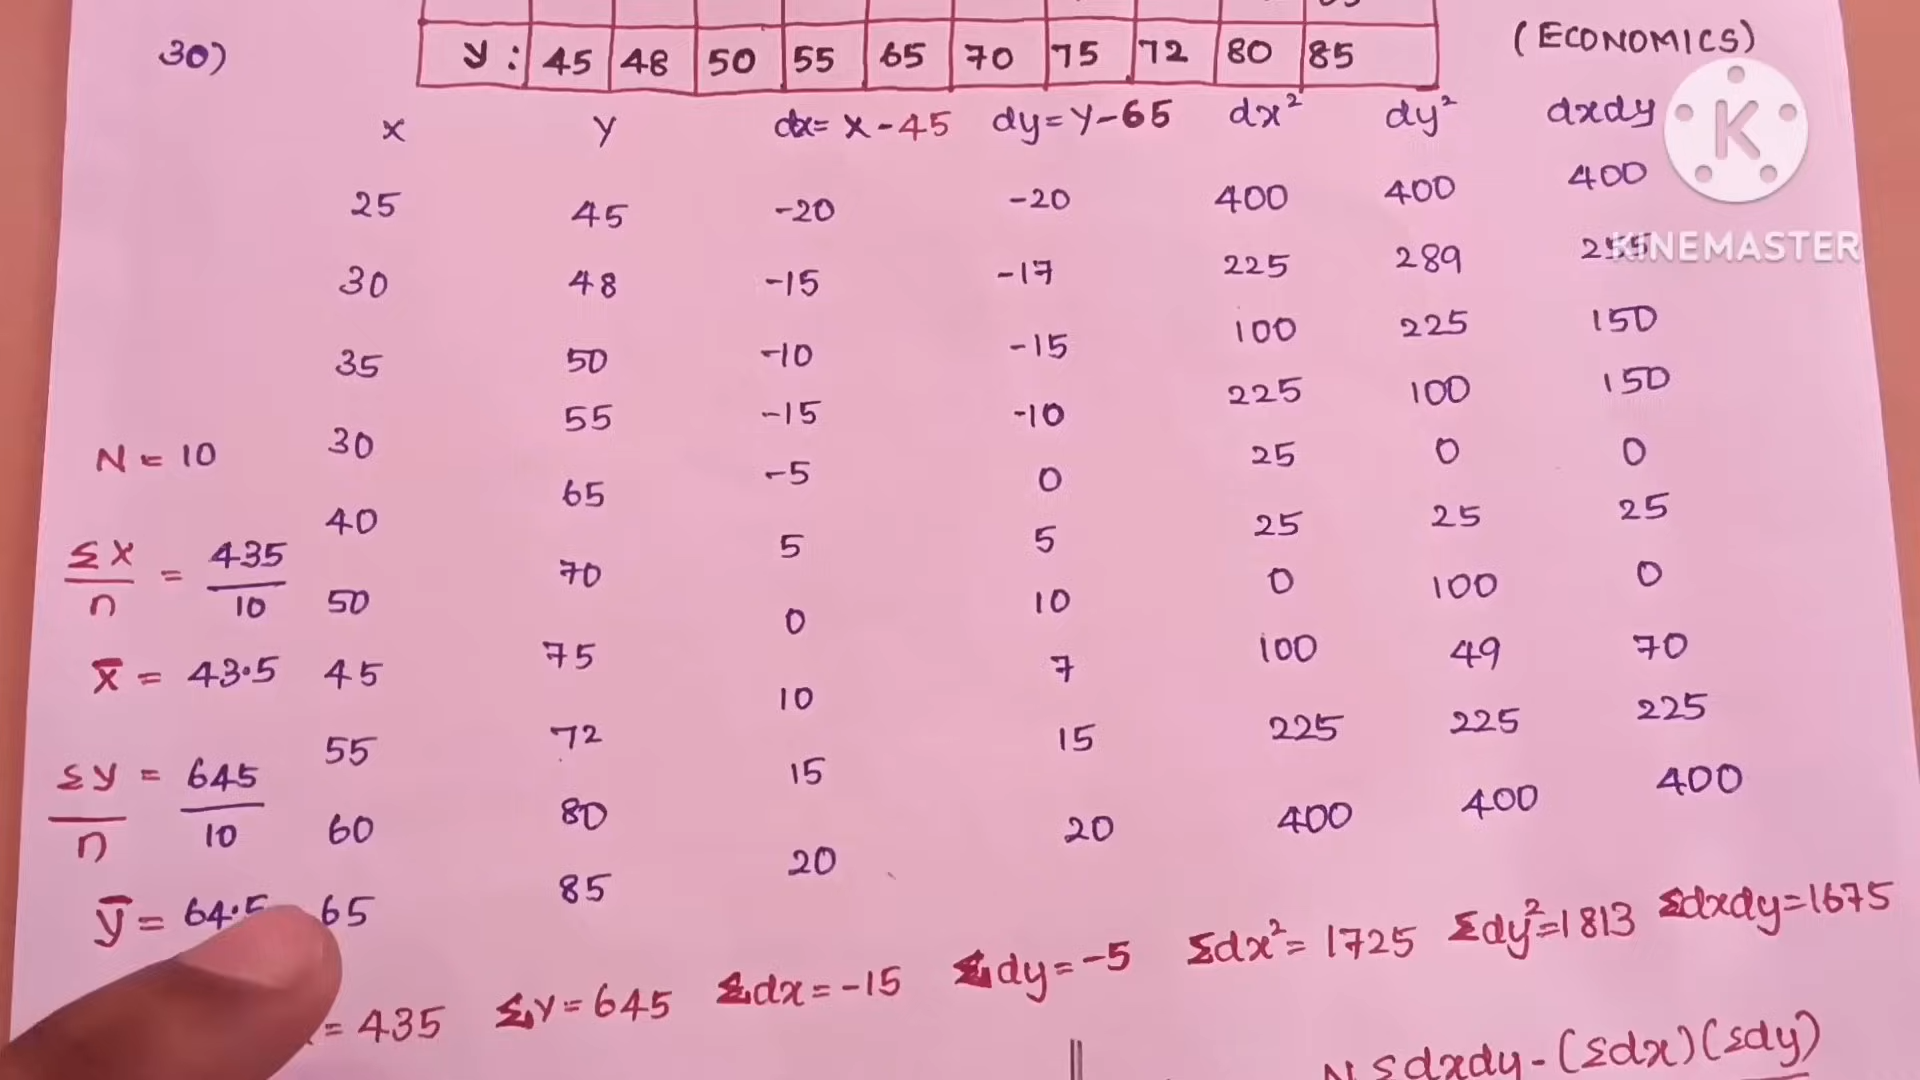 30)
y : 45 48 50 55 65 70 75 72 80 85
(ECONOMICS)
x y dx= x-45 dy=y-65 dx² dy² dxdy
25 45 -20 -20 400 400 400
30 48 -15 -17 225 289 255
35 50 -10 -15 100 225 150
30 55 -15 -10 225 100 150
40 65 -5 0 25 0 0
50 70 5 5 25 25 25
45 75 0 10 0 100 0
55 72 10 7 100 49 70
60 80 15 15 225 225 225
65 85 20 20 400 400 400
N = 10
Σx/n = 435/10
x̄ = 43.5
Σy/n = 645/10
ȳ = 64.5
= 435 Σy = 645 Σdx = -15 Σdy = -5 Σdx² = 1725 Σdy²=1813 Σdxdy=1675
NΣdxdy-(Σdx)(Σdy)
K
KINEMASTER